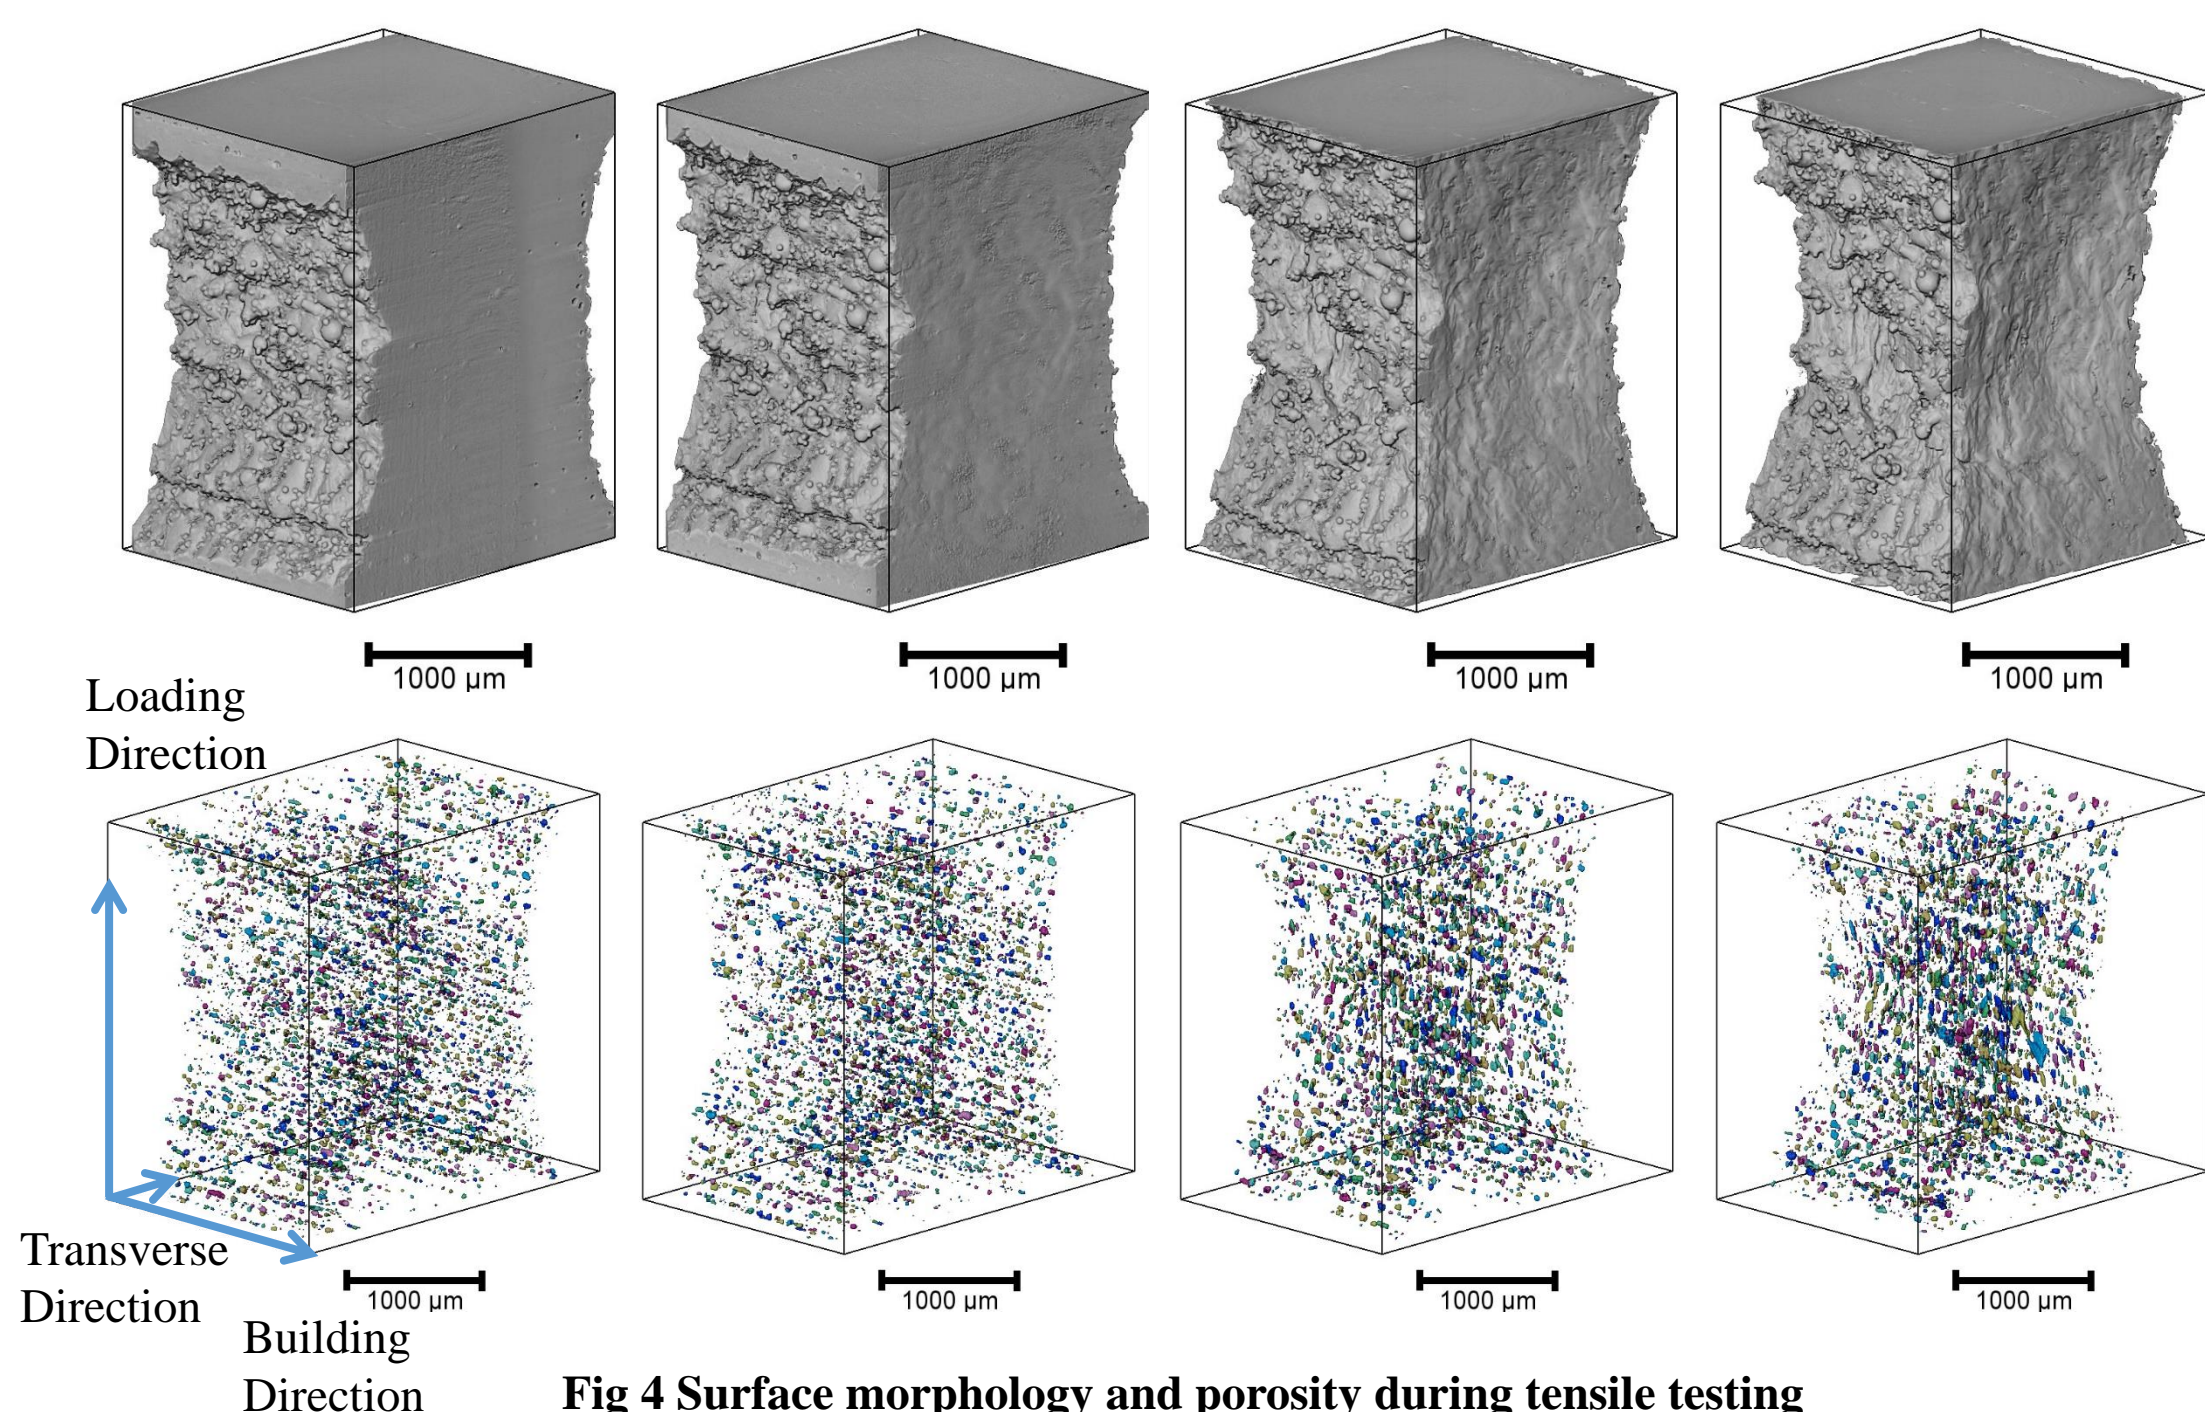 1000 µm
1000 µm
1000 µm
1000 µm
Loading
Direction
Transverse
Direction
1000 µm
1000 µm
1000 µm
1000 µm
Building
Direction
Fig 4 Surface morphology and porosity during tensile testing